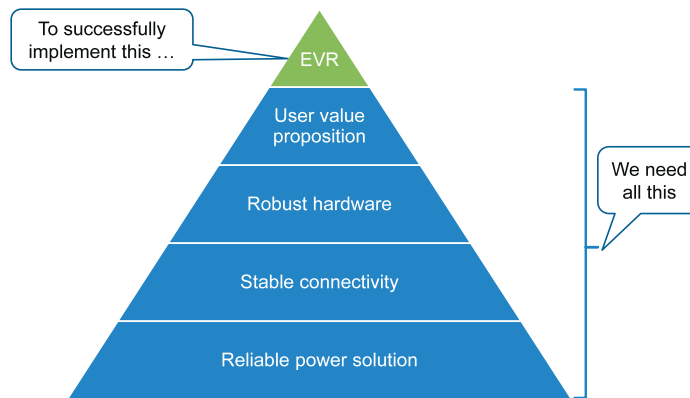 To successfully
implement this …
EVR
User value
proposition
Robust hardware
We need
all this
Stable connectivity
Reliable power solution